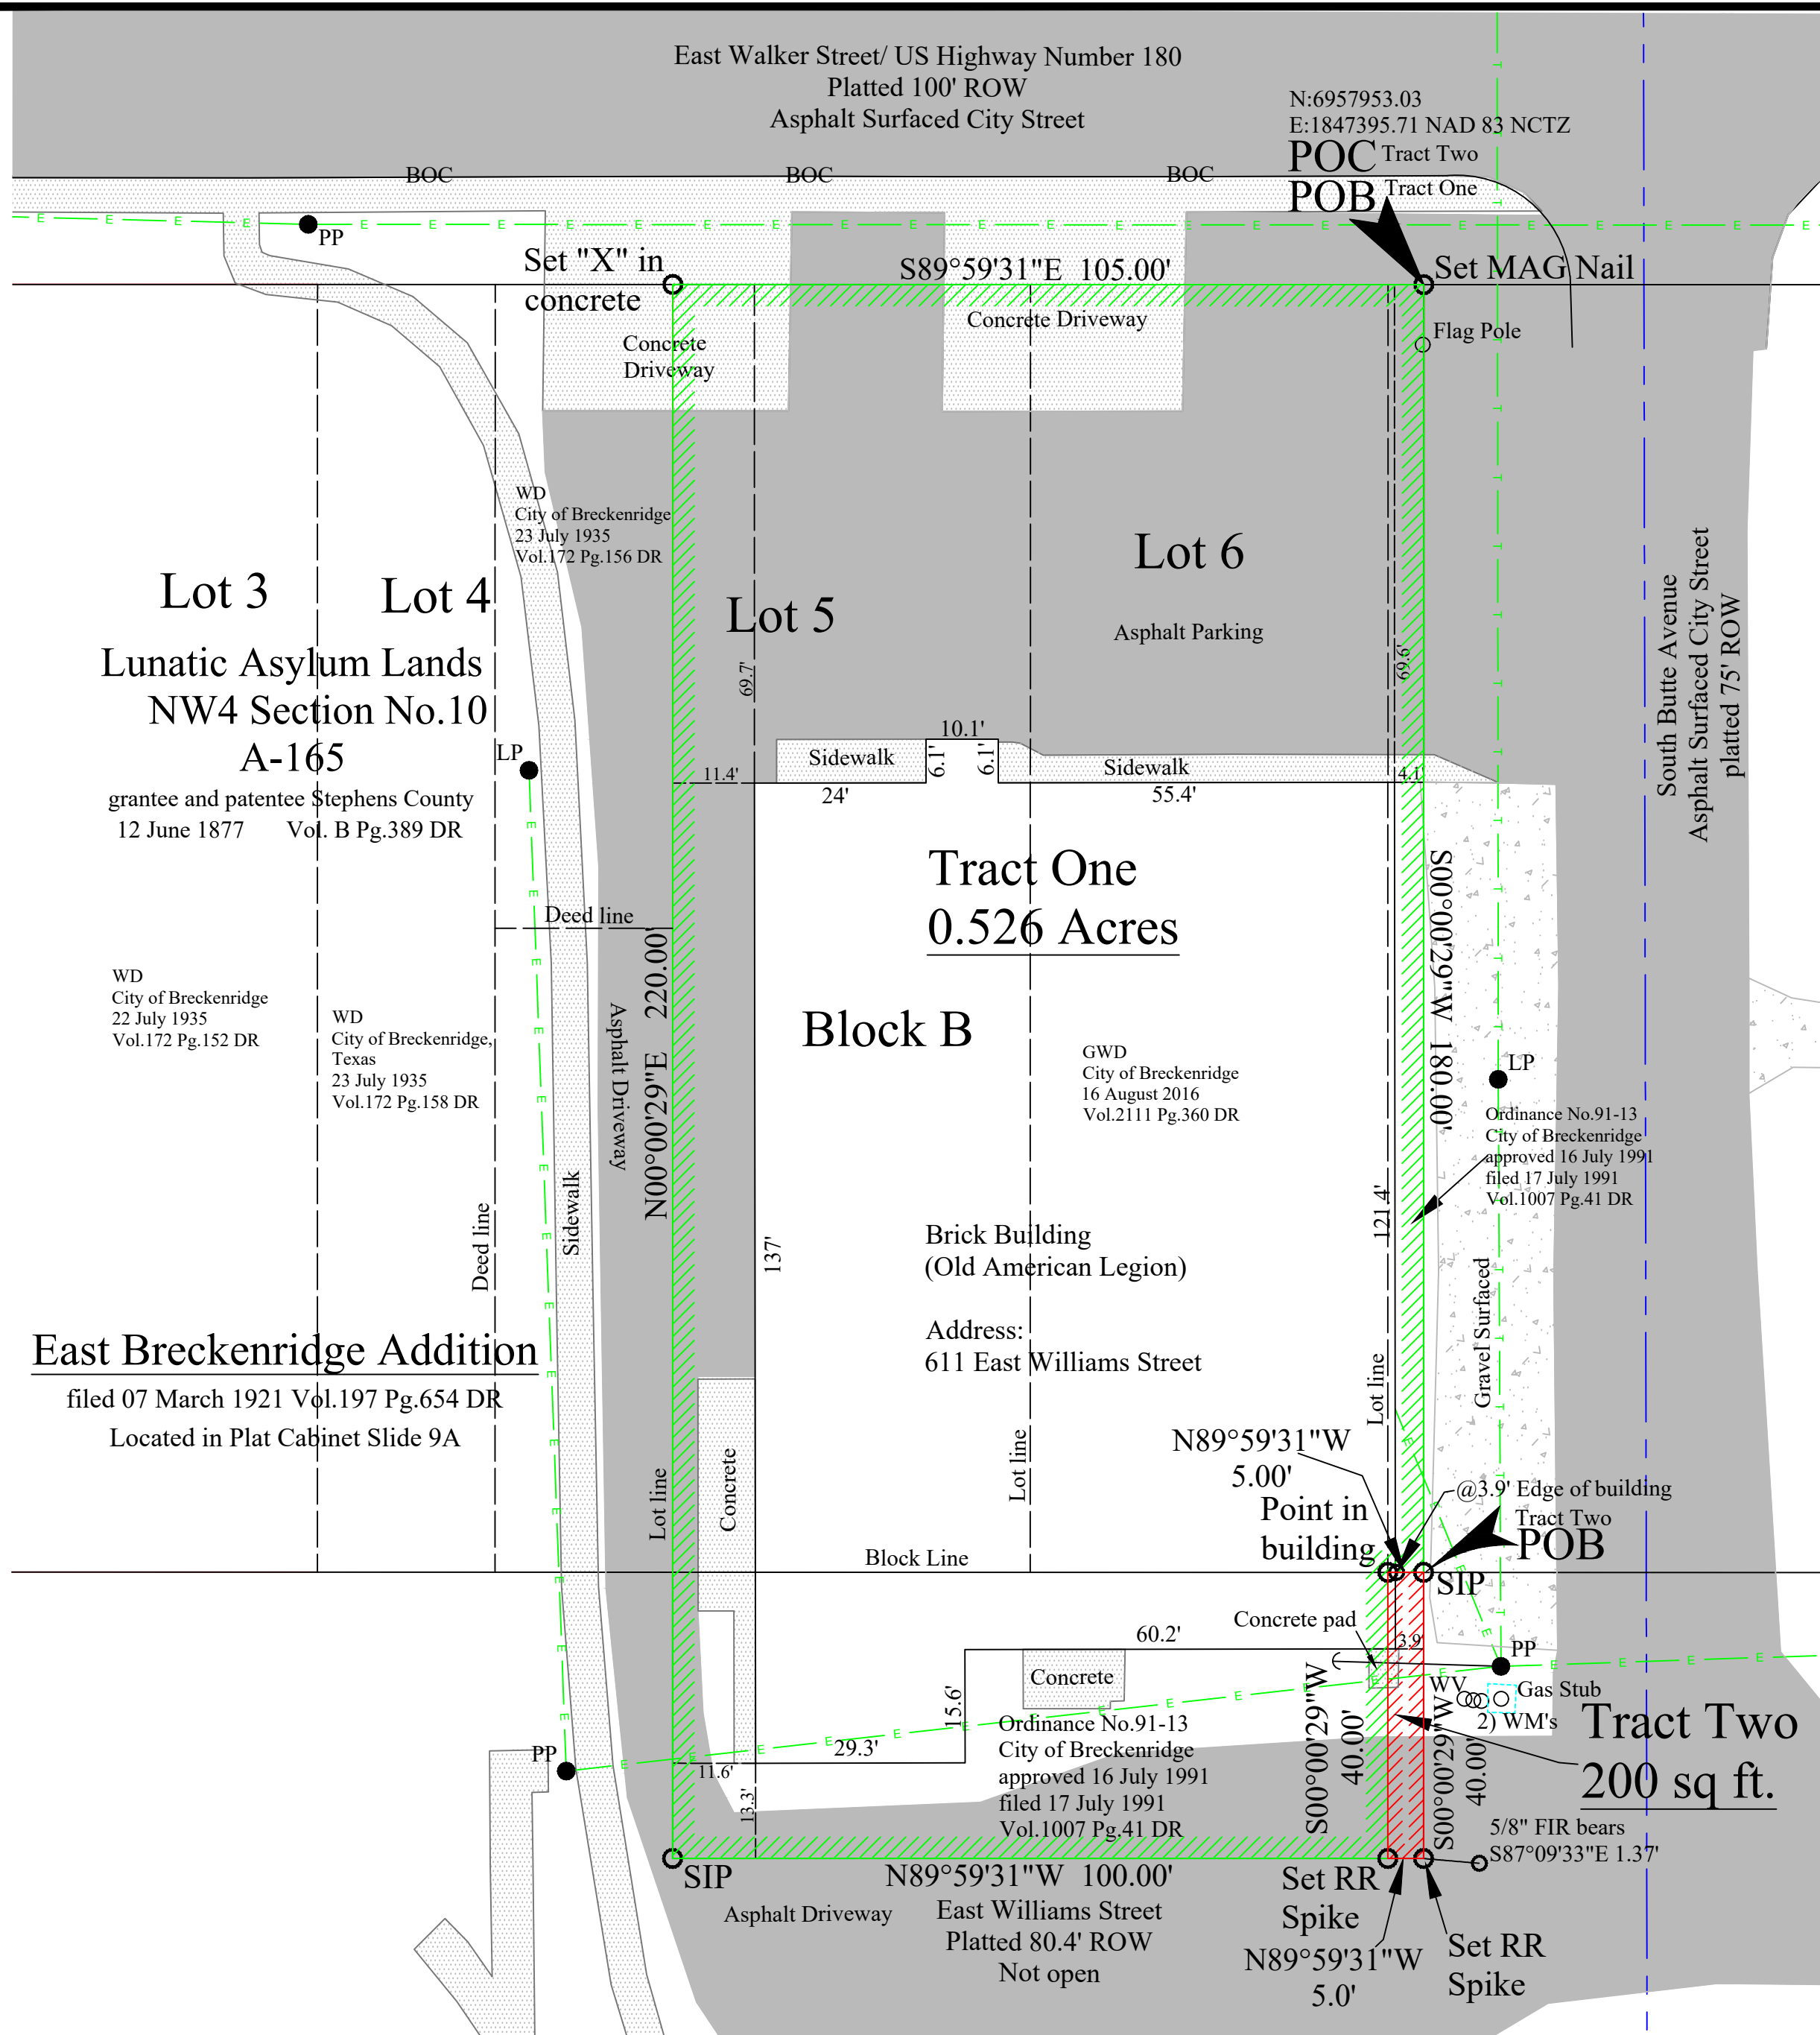 East Walker Street/ US Highway Number 180
Platted 100' ROW
Asphalt Surfaced City Street
N:6957953.03
E:1847395.71 NAD 83 NCTZ
POC Tract Two
POB Tract One
BOC
BOC
BOC
E E E E E E E E E E E E E E E E E E E
PP
Set "X" in
concrete
S89°59'31"E 105.00'
Set MAG Nail
Concrete Driveway
Flag Pole
Concrete
Driveway
WD
City of Breckenridge
23 July 1935
Vol.172 Pg.156 DR
Lot 3
Lot 4
Lot 5
Lot 6
Asphalt Parking
South Butte Avenue
Asphalt Surfaced City Street
platted 75' ROW
Lunatic Asylum Lands
NW4 Section No.10
A-165
grantee and patentee Stephens County
12 June 1877 Vol. B Pg.389 DR
69.7'
69.6'
LP
10.1'
Sidewalk
6.1'
6.1'
Sidewalk
11.4'
24'
55.4'
4.1'
Tract One
0.526 Acres
Deed line
N00°00'29"E 220.00'
S00°00'29"W 180.00'
WD
City of Breckenridge
22 July 1935
Vol.172 Pg.152 DR
WD
City of Breckenridge,
Texas
23 July 1935
Vol.172 Pg.158 DR
Asphalt Driveway
Block B
GWD
City of Breckenridge
16 August 2016
Vol.2111 Pg.360 DR
LP
Ordinance No.91-13
City of Breckenridge
approved 16 July 1991
filed 17 July 1991
Vol.1007 Pg.41 DR
Deed line
Sidewalk
137'
121.4'
Brick Building
(Old American Legion)
Address:
611 East Williams Street
Gravel Surfaced
East Breckenridge Addition
filed 07 March 1921 Vol.197 Pg.654 DR
Located in Plat Cabinet Slide 9A
Lot line
Concrete
Lot line
Lot line
N89°59'31"W
5.00'
Point in
building
@3.9' Edge of building
Tract Two
POB
SIP
Block Line
Concrete pad
60.2'
3.9'
PP
Concrete
WV
Gas Stub
2) WM's
15.6'
S00°00'29"W
40.00'
S00°00'29"W
40.00'
Tract Two
200 sq ft.
Ordinance No.91-13
City of Breckenridge
approved 16 July 1991
filed 17 July 1991
Vol.1007 Pg.41 DR
PP
29.3'
11.6'
13.3'
5/8" FIR bears
S87°09'33"E 1.37'
SIP
N89°59'31"W 100.00'
Set RR
Spike
Asphalt Driveway
East Williams Street
Platted 80.4' ROW
Not open
N89°59'31"W
5.0'
Set RR
Spike